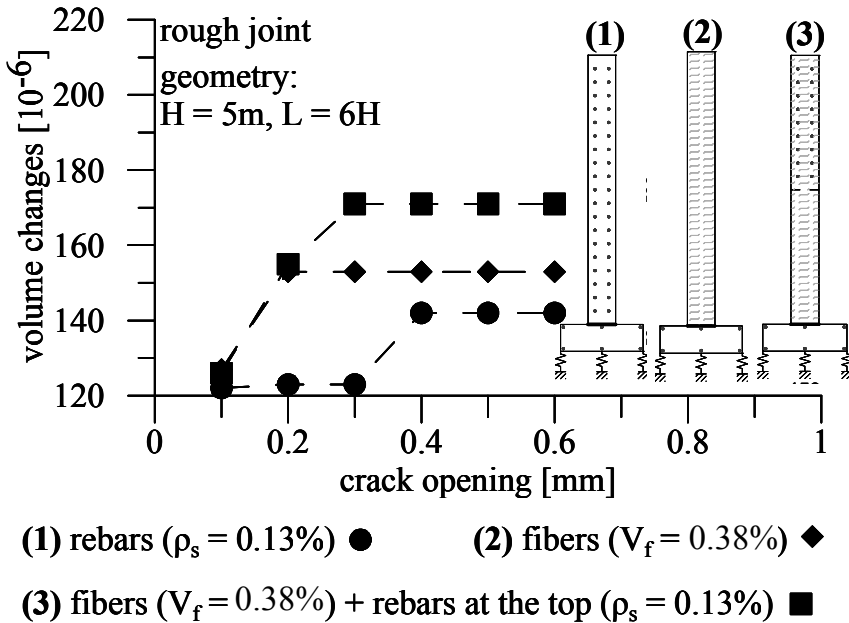 220
200
180
160
140
120
volume changes [10⁻⁶]
rough joint
geometry:
H = 5m, L = 6H
(1) (2) (3)
0 0.2 0.4 0.6 0.8 1
crack opening [mm]
(1) rebars (ρₛ = 0.13%) ● (2) fibers (V_f = 0.38%) ◆
(3) fibers (V_f = 0.38%) + rebars at the top (ρₛ = 0.13%) ■